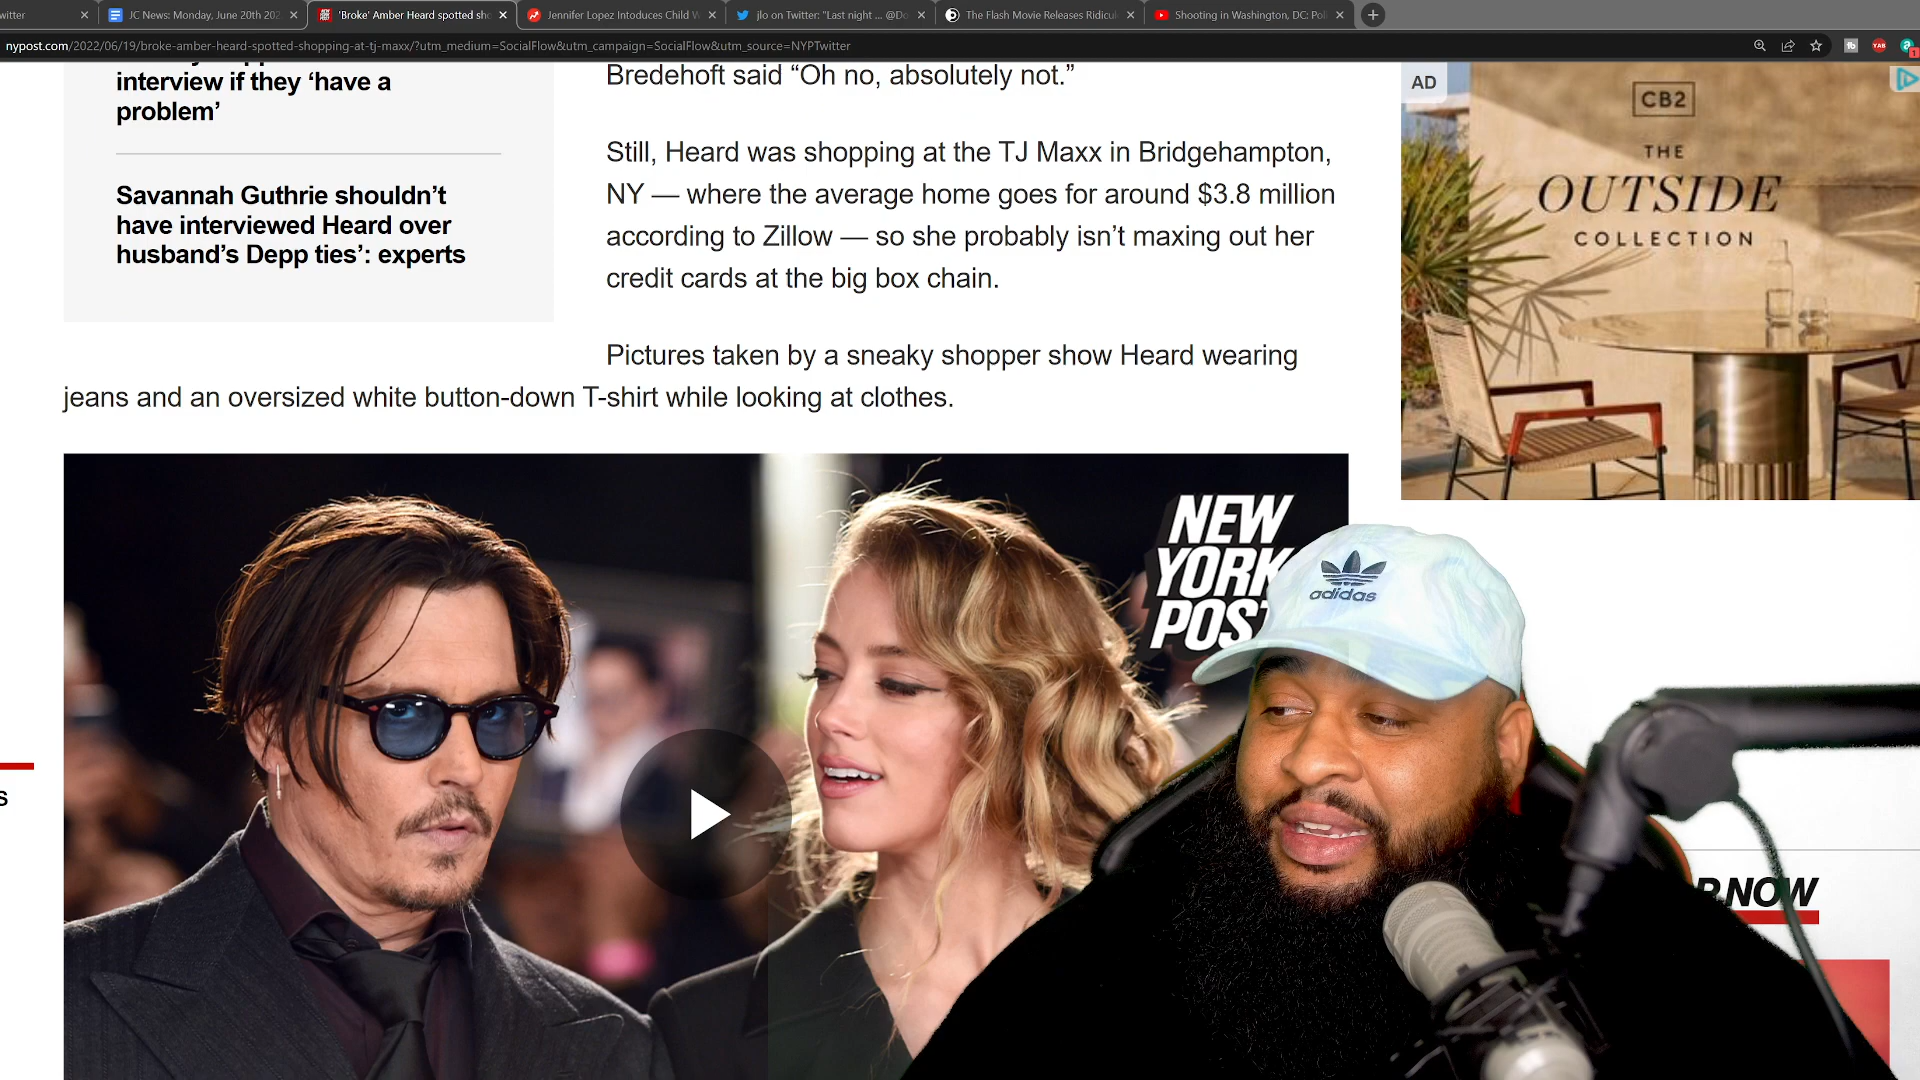 witter
JC News: Monday, June 20th 202
'Broke' Amber Heard spotted sh
Jennifer Lopez Intoduces Child W
jlo on Twitter: "Last night ... @Do
The Flash Movie Releases Ridicul
Shooting in Washington, DC: Pol
nypost.com/2022/06/19/broke-amber-heard-spotted-shopping-at-tj-maxx/?utm_medium=SocialFlow&utm_campaign=SocialFlow&utm_source=NYPTwitter
interview if they ‘have a
problem’
Savannah Guthrie shouldn’t
have interviewed Heard over
husband’s Depp ties’: experts
Bredehoft said “Oh no, absolutely not.”
Still, Heard was shopping at the TJ Maxx in Bridgehampton,
NY — where the average home goes for around $3.8 million
according to Zillow — so she probably isn’t maxing out her
credit cards at the big box chain.
Pictures taken by a sneaky shopper show Heard wearing
jeans and an oversized white button-down T-shirt while looking at clothes.
AD
CB2
THE
OUTSIDE
COLLECTION
NEW
YORK
POST
adidas
NOW
S